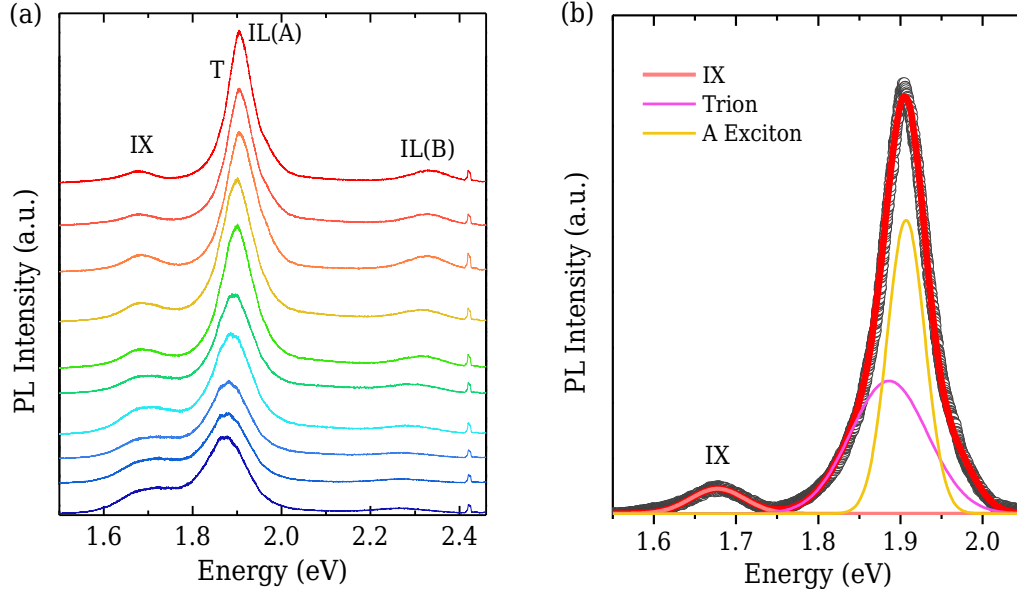 (a)
IL(A)
T
IX
IL(B)
PL Intensity (a.u.)
1.6 1.8 2.0 2.2 2.4
Energy (eV)
(b)
IX
Trion
A Exciton
IX
PL Intensity (a.u.)
1.6 1.7 1.8 1.9 2.0
Energy (eV)